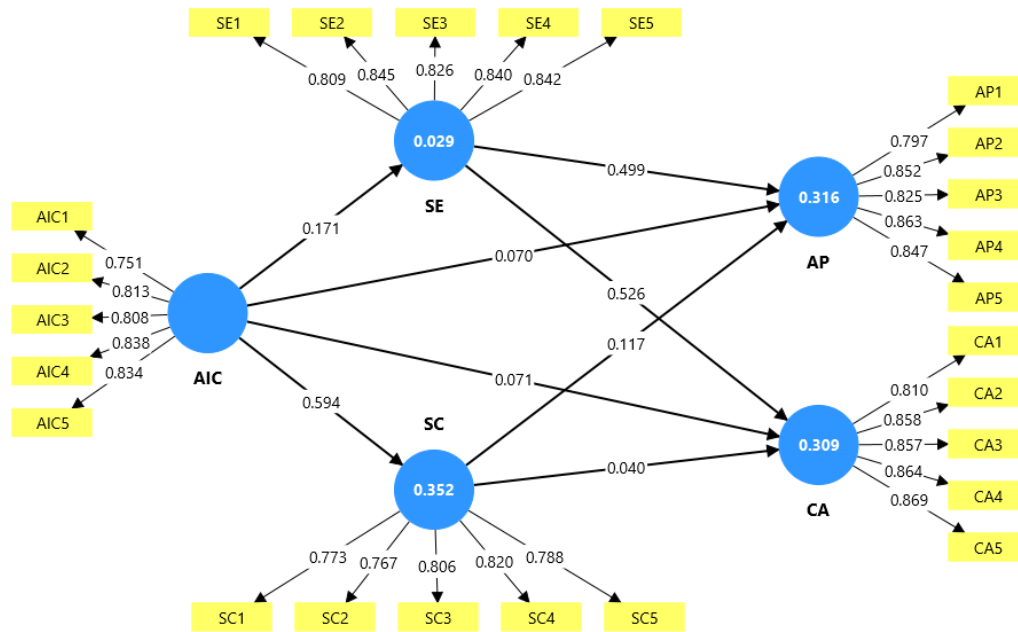 SE1 SE2 SE3 SE4 SE5
0.809 0.845 0.826 0.840 0.842
0.029
SE
AP1
AP2
AP3
AP4
AP5
0.797
0.852
0.825
0.863
0.847
0.316
AP
0.499
0.171
0.070
0.526
0.117
0.071
0.594
0.040
AIC1
AIC2
AIC3
AIC4
AIC5
0.751
0.813
0.808
0.838
0.834
AIC
CA1
CA2
CA3
CA4
CA5
0.810
0.858
0.857
0.864
0.869
0.309
CA
SC
0.352
0.773 0.767 0.806 0.820 0.788
SC1 SC2 SC3 SC4 SC5